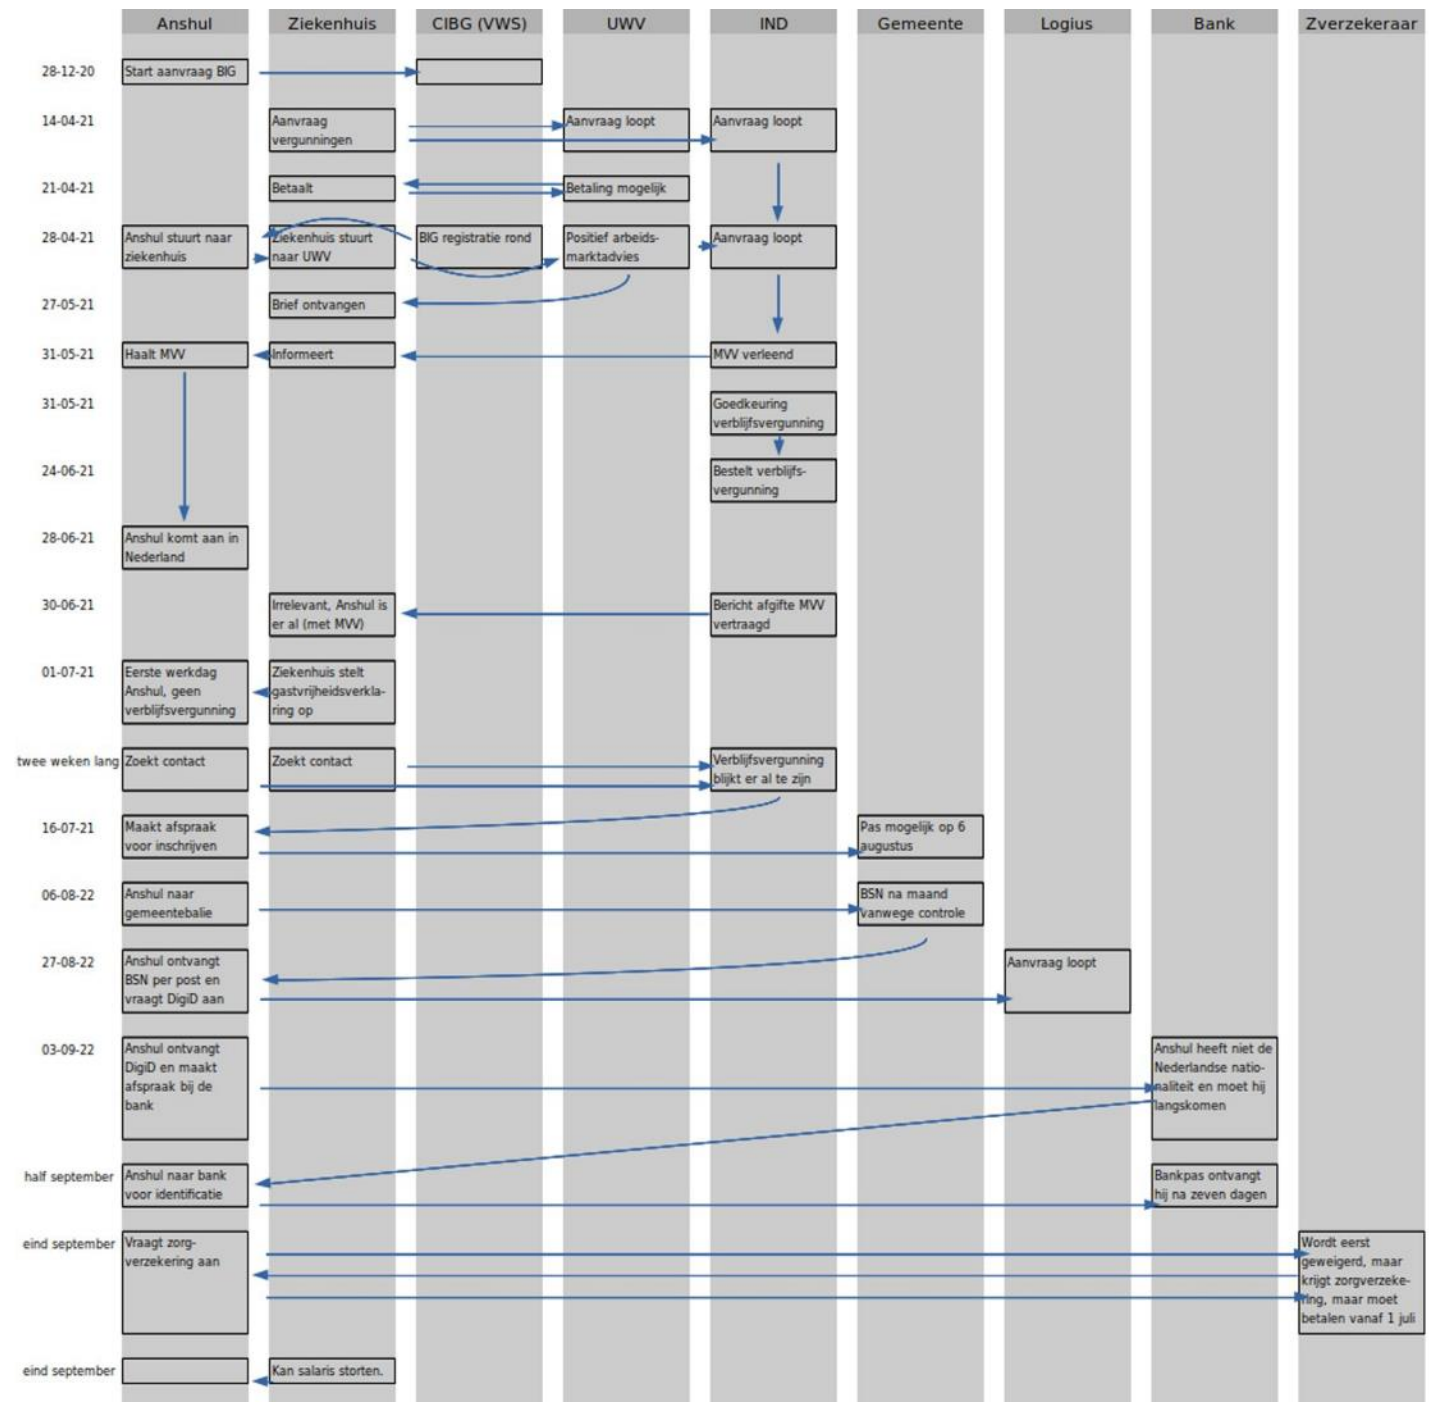 Anshul
Ziekenhuis
CIBG (VWS)
UWV
IND
Gemeente
Logius
Bank
Zverzekeraar
28-12-20
Start aanvraag BIG
14-04-21
Aanvraag
vergunningen
Aanvraag loopt
Aanvraag loopt
21-04-21
Betaalt
Betaling mogelijk
28-04-21
Anshul stuurt naar
ziekenhuis
Ziekenhuis stuurt
naar UWV
BIG registratie rond
Positief arbeids-
marktadvies
Aanvraag loopt
27-05-21
Brief ontvangen
31-05-21
Haalt MVV
Informeert
MVV verleend
31-05-21
Goedkeuring
verblijfsvergunning
24-06-21
Bestelt verblijfs-
vergunning
28-06-21
Anshul komt aan in
Nederland
30-06-21
Irrelevant, Anshul is
er al (met MVV)
Bericht afgifte MVV
vertraagd
01-07-21
Eerste werkdag
Anshul, geen
verblijfsvergunning
Ziekenhuis stelt
gastvrijheidsverkla-
ring op
twee weken lang
Zoekt contact
Zoekt contact
Verblijfsvergunning
blijkt er al te zijn
16-07-21
Maakt afspraak
voor inschrijven
Pas mogelijk op 6
augustus
06-08-22
Anshul naar
gemeentebalie
BSN na maand
vanwege controle
27-08-22
Anshul ontvangt
BSN per post en
vraagt DigiD aan
Aanvraag loopt
03-09-22
Anshul ontvangt
DigiD en maakt
afspraak bij de
bank
Anshul heeft niet de
Nederlandse natio-
naliteit en moet hij
langskomen
half september
Anshul naar bank
voor identificatie
Bankpas ontvangt
hij na zeven dagen
eind september
Vraagt zorg-
verzekering aan
Wordt eerst
geweigerd, maar
krijgt zorgverzeke-
ring, maar moet
betalen vanaf 1 juli
eind september
Kan salaris storten.